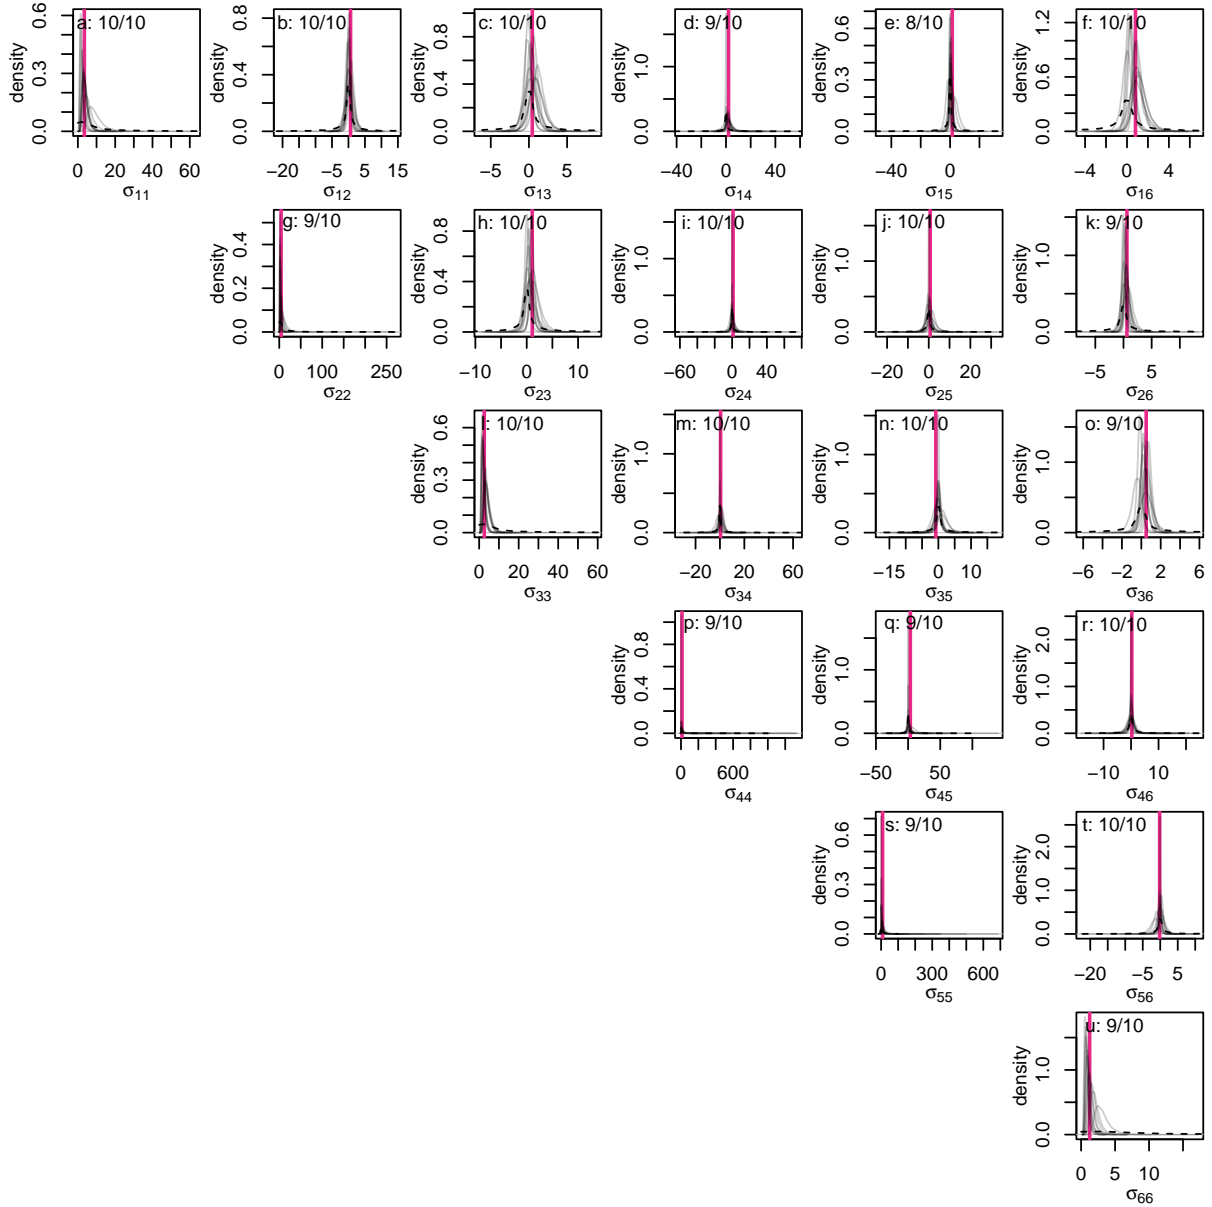 a: 10/10
density
0.0 0.3 0.6
0 20 40 60
σ11
b: 10/10
density
0.0 0.4 0.8
−20 −5 5 15
σ12
c: 10/10
density
0.0 0.4 0.8
−5 0 5
σ13
d: 9/10
density
0.0 1.0
−40 0 40
σ14
e: 8/10
density
0.0 0.3 0.6
−40 0
σ15
f: 10/10
density
0.0 0.6 1.2
−4 0 4
σ16
g: 9/10
density
0.0 0.2 0.4
0 100 250
σ22
h: 10/10
density
0.0 0.4 0.8
−10 0 10
σ23
i: 10/10
density
0.0 1.0
−60 0 40
σ24
j: 10/10
density
0.0 1.0
−20 0 20
σ25
k: 9/10
density
0.0 1.0
−5 5
σ26
l: 10/10
density
0.0 0.3 0.6
0 20 40 60
σ33
m: 10/10
density
0.0 1.0
−20 20 60
σ34
n: 10/10
density
0.0 1.0
−15 0 10
σ35
o: 9/10
density
0.0 1.0
−6 −2 2 6
σ36
p: 9/10
density
0.0 0.4 0.8
0 600
σ44
q: 9/10
density
0.0 1.0
−50 50
σ45
r: 10/10
density
0.0 1.0 2.0
−10 10
σ46
s: 9/10
density
0.0 0.3 0.6
0 300 600
σ55
t: 10/10
density
0.0 1.0 2.0
−20 −5 5
σ56
u: 9/10
density
0.0 1.0
0 5 10
σ66